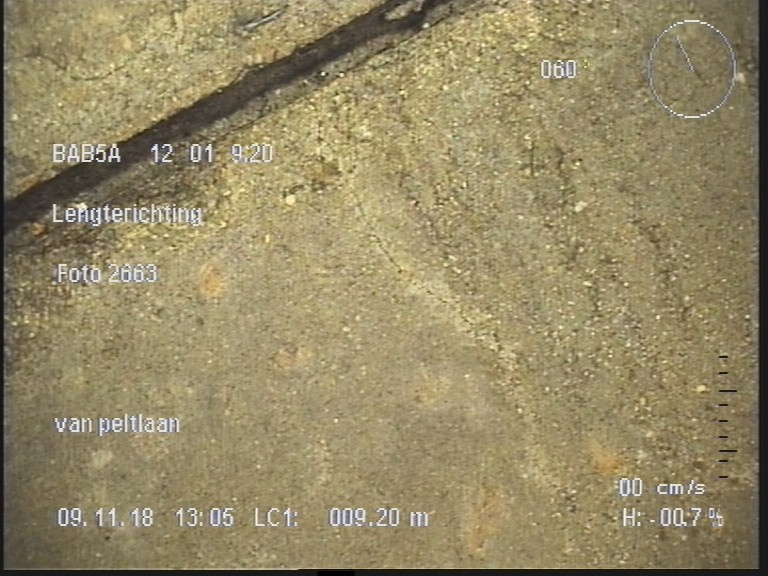 060
BAB5A 12 01 9.20
Lengterichting
Foto 2663
van peltlaan
00 cm/s
09.11.18 13:05 LC1: 009.20 m H: -00.7 %